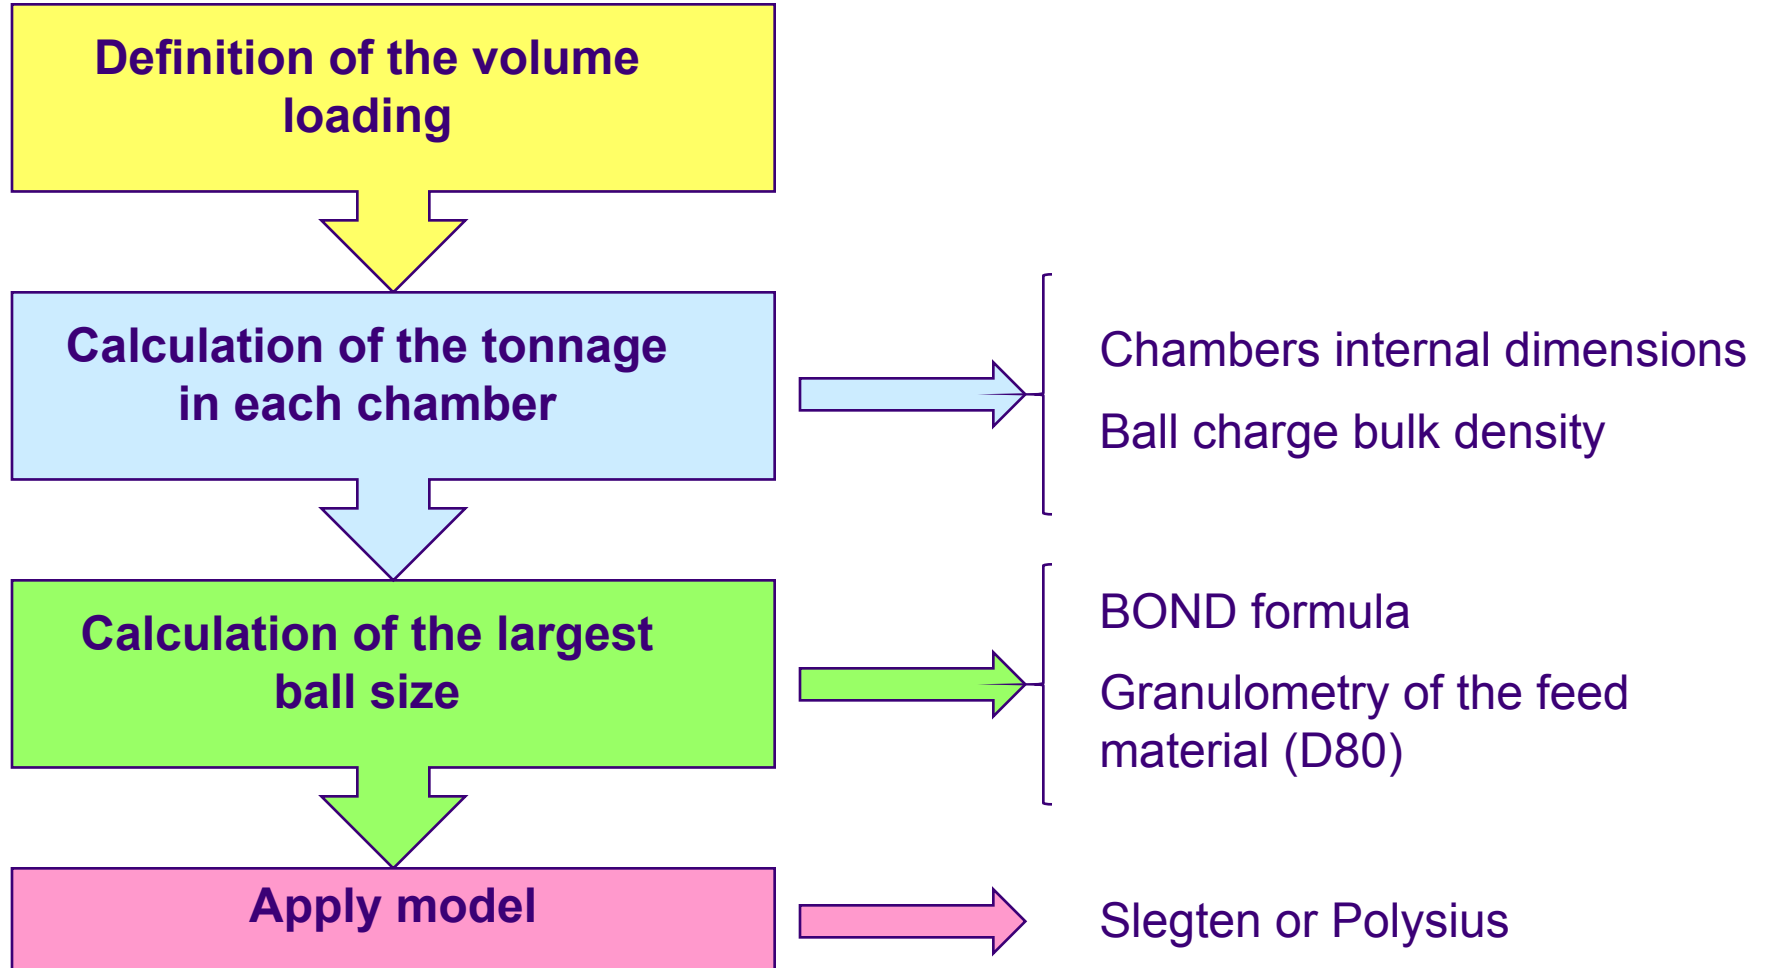 Definition of the volume
loading
Calculation of the tonnage
in each chamber
Chambers internal dimensions
Ball charge bulk density
Calculation of the largest
ball size
BOND formula
Granulometry of the feed
material (D80)
Apply model
Slegten or Polysius